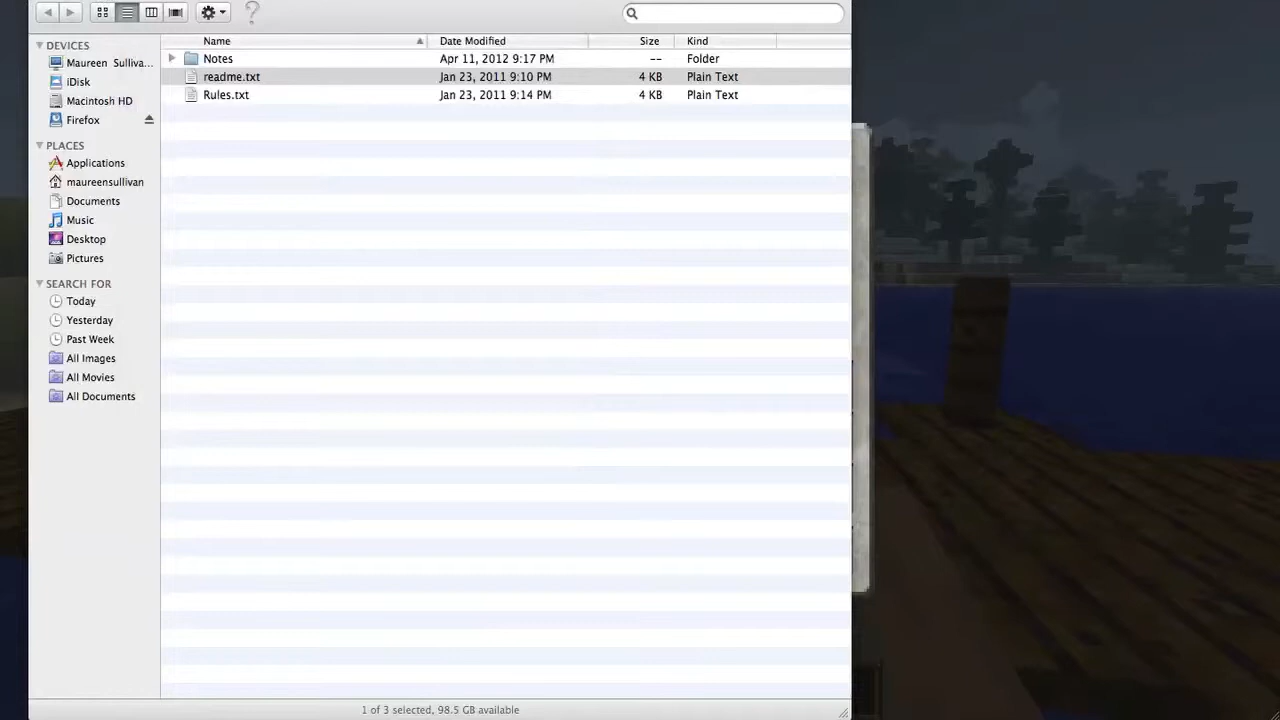 Name Date Modified Size Kind
DEVICES
Maureen Sulliva...
iDisk
Macintosh HD
Firefox
PLACES
Applications
maureensullivan
Documents
Music
Desktop
Pictures
SEARCH FOR
Today
Yesterday
Past Week
All Images
All Movies
All Documents
Notes Apr 11, 2012 9:17 PM -- Folder
readme.txt Jan 23, 2011 9:10 PM 4 KB Plain Text
Rules.txt Jan 23, 2011 9:14 PM 4 KB Plain Text
1 of 3 selected, 98.5 GB available